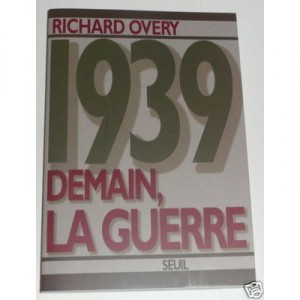 RICHARD OVERY
1939
DEMAIN,
LA GUERRE
SEUIL